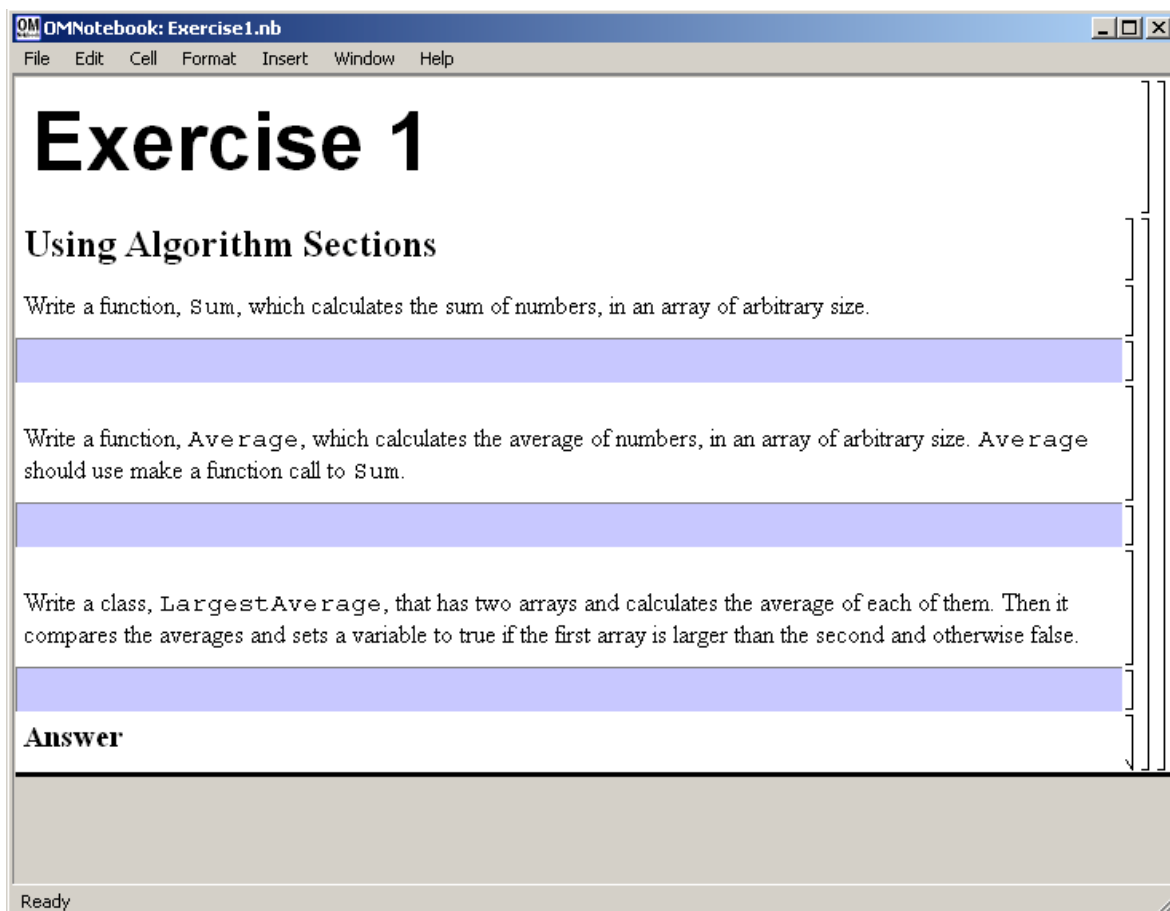 OMNotebook: Exercise1.nb
File Edit Cell Format Insert Window Help
Exercise 1
Using Algorithm Sections
Write a function, Sum, which calculates the sum of numbers, in an array of arbitrary size.
Write a function, Average, which calculates the average of numbers, in an array of arbitrary size. Average
should use make a function call to Sum.
Write a class, LargestAverage, that has two arrays and calculates the average of each of them. Then it
compares the averages and sets a variable to true if the first array is larger than the second and otherwise false.
Answer
Ready